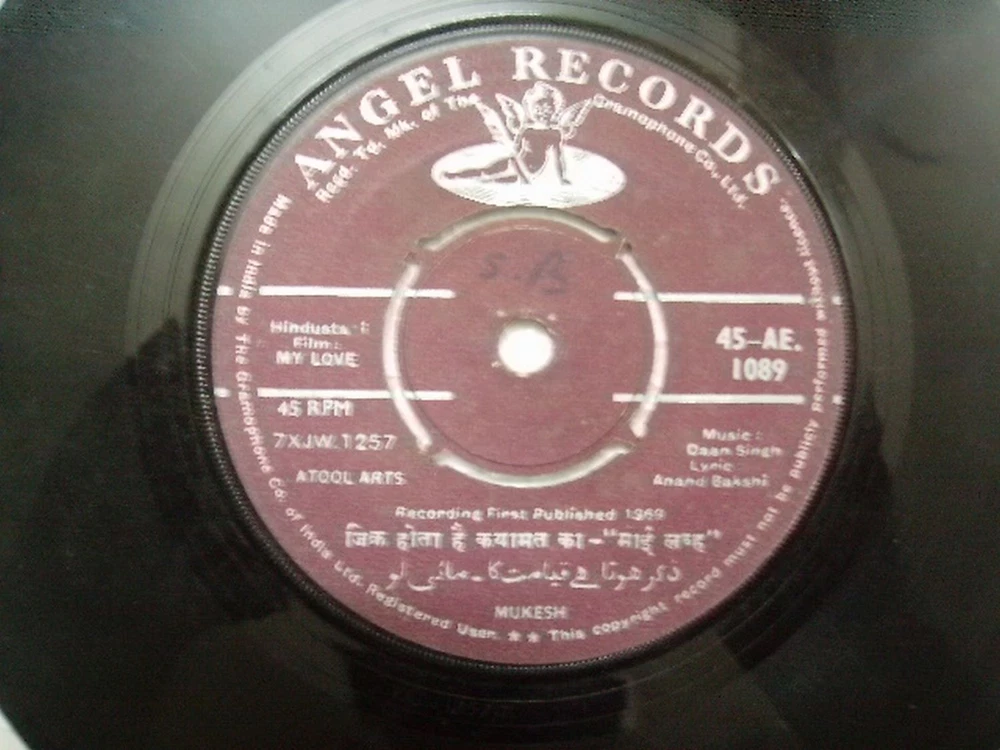 ANGEL RECORDS
Regd. Td. Mk. of The Gramophone Co., Ltd.
Made in India by The Gramophone Co. of India Ltd. Registered User. ★ ★ This copyright record must not be publicly performed without licence.
Film:
MY LOVE
45-AE.
1089
45 RPM
7XJW.1257
ATOOL ARTS
Music:
Daan Singh
Lyric
Anand Bakshi
Recording First Published 1969
जिक्र होता है कयामत का-"माई लव्ह"
ذکر ھوتا ہے قیامت کا۔مائی لو
MUKESH